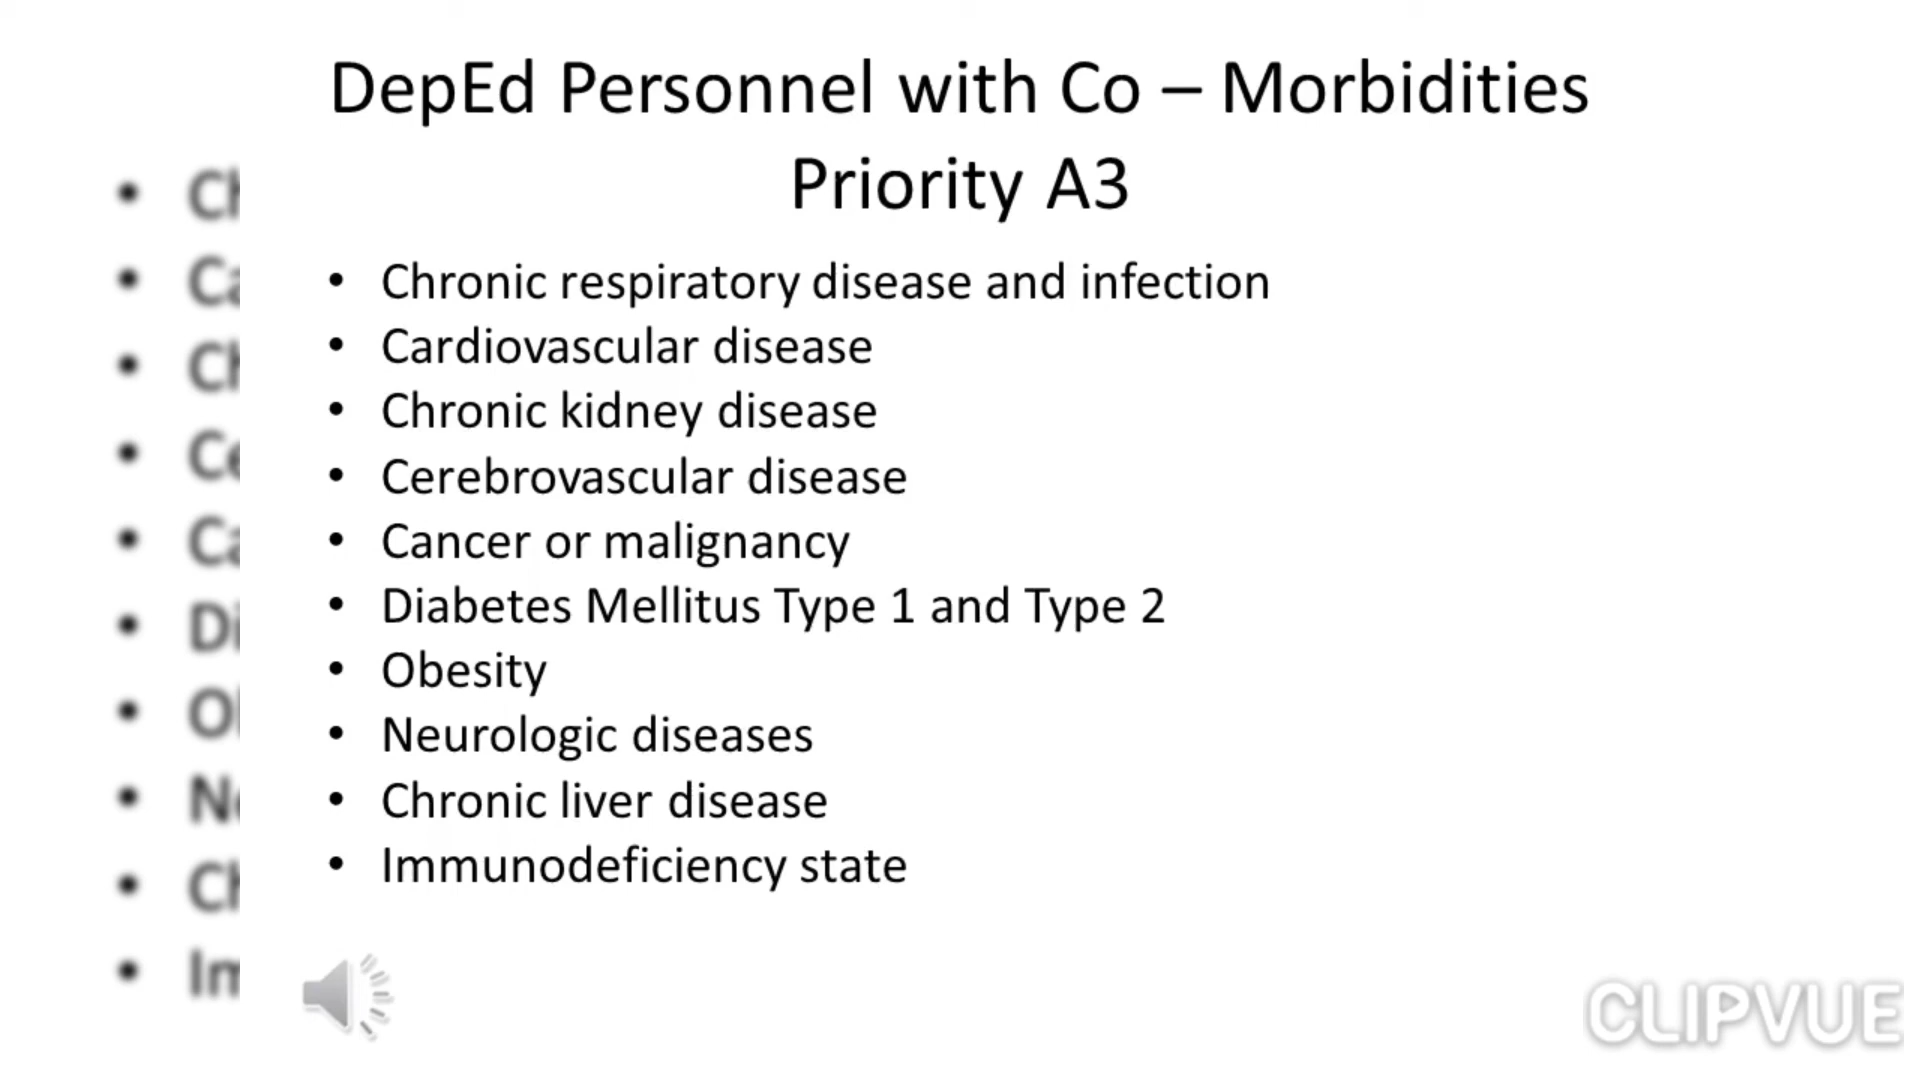 DepEd Personnel with Co – Morbidities
Priority A3
• Chronic respiratory disease and infection
• Cardiovascular disease
• Chronic kidney disease
• Cerebrovascular disease
• Cancer or malignancy
• Diabetes Mellitus Type 1 and Type 2
• Obesity
• Neurologic diseases
• Chronic liver disease
• Immunodeficiency state
CLIPVUE